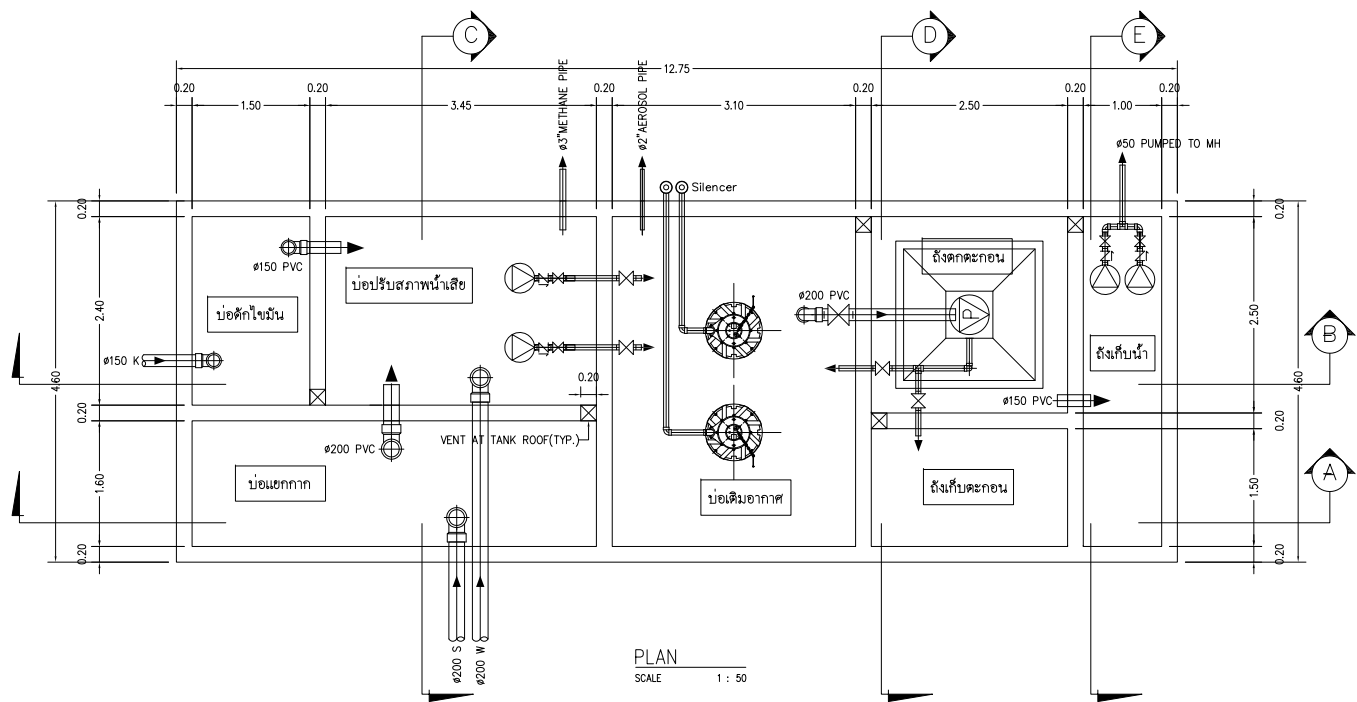 C
D
E
12.75
0.20
1.50
0.20
3.45
0.20
3.10
0.20
2.50
0.20
1.00
0.20
ø3"METHANE PIPE
ø2"AEROSOL PIPE
ø50 PUMPED TO MH
Silencer
0.20
2.40
4.60
0.20
1.60
0.20
ø150 PVC
บ่อปรับสภาพน้ำเสีย
บ่อดักไขมัน
ø150 K
ø200 PVC
ถังตกตะกอน
P
ถังเก็บน้ำ
ø150 PVC
0.20
VENT AT TANK ROOF(TYP.)
ø200 PVC
บ่อแยกกาก
บ่อเติมอากาศ
ถังเก็บตะกอน
0.20
2.50
4.60
0.20
1.50
0.20
B
A
ø200 S
ø200 W
PLAN
SCALE 1 : 50